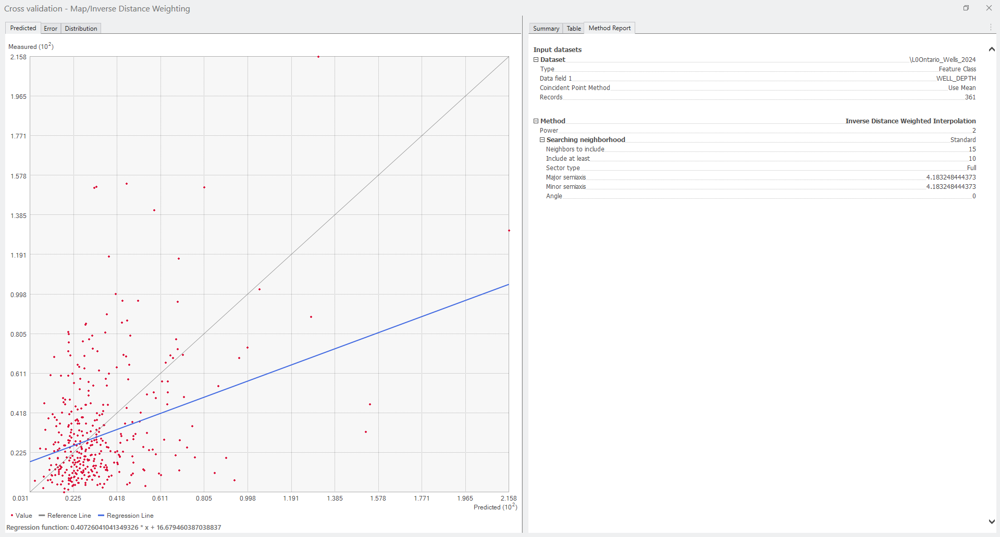 Cross validation - Map/Inverse Distance Weighting
Predicted Error Distribution
Measured (10²)
2.158
1.965
1.771
1.578
1.385
1.191
0.998
0.805
0.611
0.418
0.225
0.031 0.225 0.418 0.611 0.805 0.998 1.191 1.385 1.578 1.771 1.965 2.158
Predicted (10²)
Value Reference Line Regression Line
Regression function: 0.40726041041349326 * x + 16.679460387038837
Summary Table Method Report
Input datasets
Dataset \L0Ontario_Wells_2024
Type Feature Class
Data field 1 WELL_DEPTH
Coincident Point Method Use Mean
Records 361
Method Inverse Distance Weighted Interpolation
Power 2
Searching neighborhood Standard
Neighbors to include 15
Include at least 10
Sector type Full
Major semiaxis 4.183248444373
Minor semiaxis 4.183248444373
Angle 0